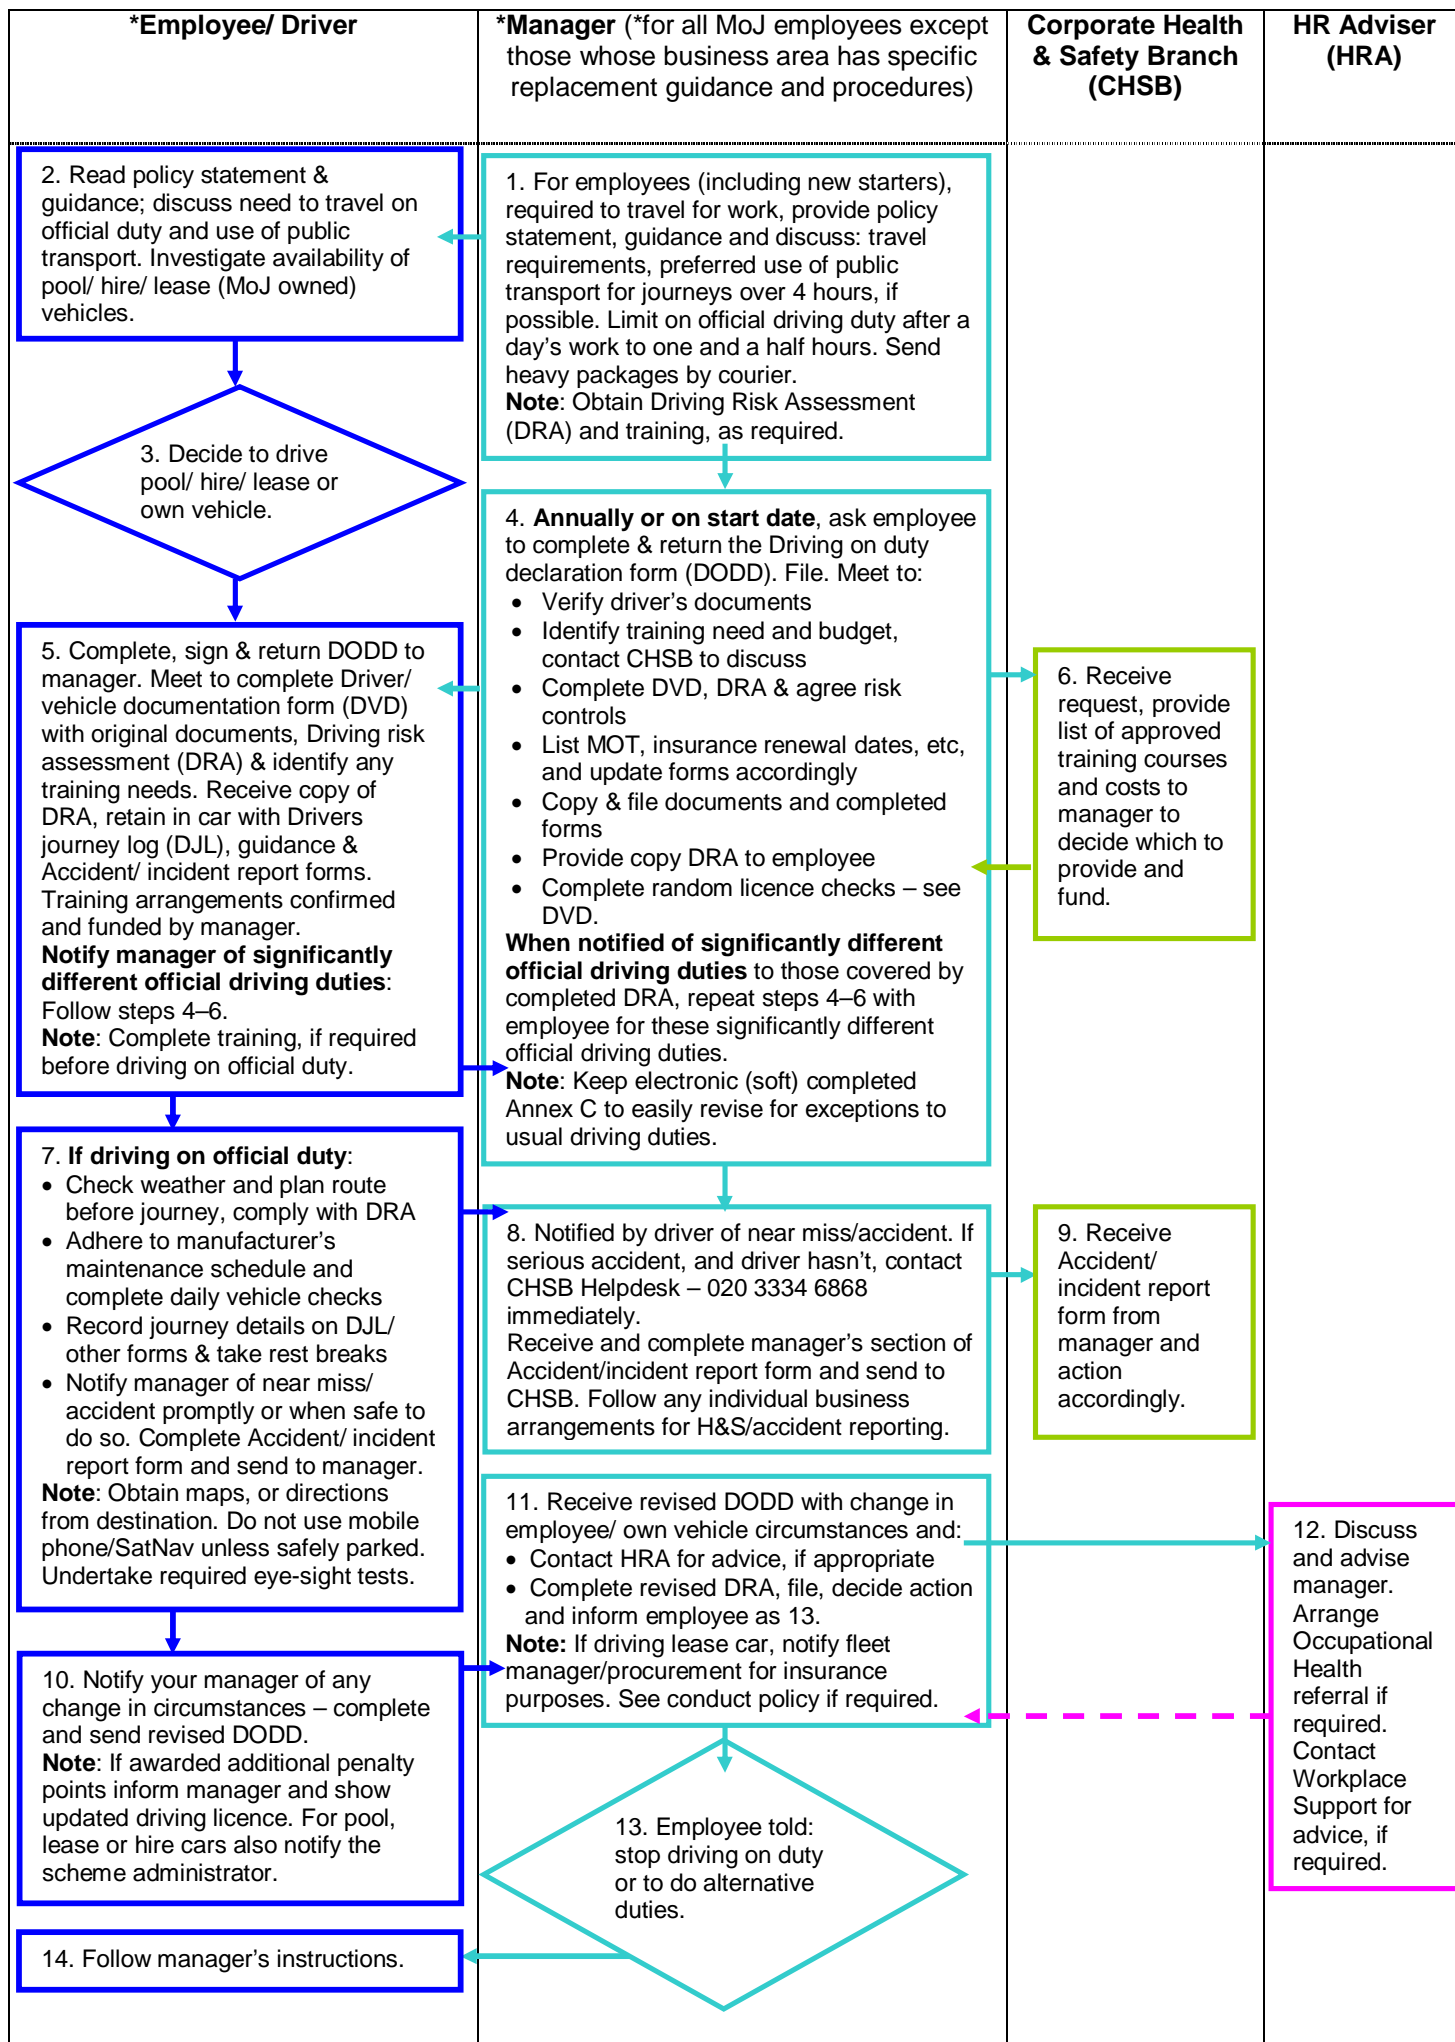 *Employee/ Driver
*Manager (*for all MoJ employees except
those whose business area has specific
replacement guidance and procedures)
Corporate Health
& Safety Branch
(CHSB)
HR Adviser
(HRA)
2. Read policy statement &
guidance; discuss need to travel on
official duty and use of public
transport. Investigate availability of
pool/ hire/ lease (MoJ owned)
vehicles.
1. For employees (including new starters),
required to travel for work, provide policy
statement, guidance and discuss: travel
requirements, preferred use of public
transport for journeys over 4 hours, if
possible. Limit on official driving duty after a
day's work to one and a half hours. Send
heavy packages by courier.
Note: Obtain Driving Risk Assessment
(DRA) and training, as required.
3. Decide to drive
pool/ hire/ lease or
own vehicle.
4. Annually or on start date, ask employee
to complete & return the Driving on duty
declaration form (DODD). File. Meet to:
• Verify driver's documents
• Identify training need and budget,
contact CHSB to discuss
• Complete DVD, DRA & agree risk
controls
• List MOT, insurance renewal dates, etc,
and update forms accordingly
• Copy & file documents and completed
forms
• Provide copy DRA to employee
• Complete random licence checks – see
DVD.
When notified of significantly different
official driving duties to those covered by
completed DRA, repeat steps 4–6 with
employee for these significantly different
official driving duties.
Note: Keep electronic (soft) completed
Annex C to easily revise for exceptions to
usual driving duties.
5. Complete, sign & return DODD to
manager. Meet to complete Driver/
vehicle documentation form (DVD)
with original documents, Driving risk
assessment (DRA) & identify any
training needs. Receive copy of
DRA, retain in car with Drivers
journey log (DJL), guidance &
Accident/ incident report forms.
Training arrangements confirmed
and funded by manager.
Notify manager of significantly
different official driving duties:
Follow steps 4–6.
Note: Complete training, if required
before driving on official duty.
6. Receive
request, provide
list of approved
training courses
and costs to
manager to
decide which to
provide and
fund.
7. If driving on official duty:
• Check weather and plan route
before journey, comply with DRA
• Adhere to manufacturer's
maintenance schedule and
complete daily vehicle checks
• Record journey details on DJL/
other forms & take rest breaks
• Notify manager of near miss/
accident promptly or when safe to
do so. Complete Accident/ incident
report form and send to manager.
Note: Obtain maps, or directions
from destination. Do not use mobile
phone/SatNav unless safely parked.
Undertake required eye-sight tests.
8. Notified by driver of near miss/accident. If
serious accident, and driver hasn't, contact
CHSB Helpdesk – 020 3334 6868
immediately.
Receive and complete manager's section of
Accident/incident report form and send to
CHSB. Follow any individual business
arrangements for H&S/accident reporting.
9. Receive
Accident/
incident report
form from
manager and
action
accordingly.
10. Notify your manager of any
change in circumstances – complete
and send revised DODD.
Note: If awarded additional penalty
points inform manager and show
updated driving licence. For pool,
lease or hire cars also notify the
scheme administrator.
11. Receive revised DODD with change in
employee/ own vehicle circumstances and:
• Contact HRA for advice, if appropriate
• Complete revised DRA, file, decide action
and inform employee as 13.
Note: If driving lease car, notify fleet
manager/procurement for insurance
purposes. See conduct policy if required.
12. Discuss
and advise
manager.
Arrange
Occupational
Health
referral if
required.
Contact
Workplace
Support for
advice, if
required.
13. Employee told:
stop driving on duty
or to do alternative
duties.
14. Follow manager's instructions.